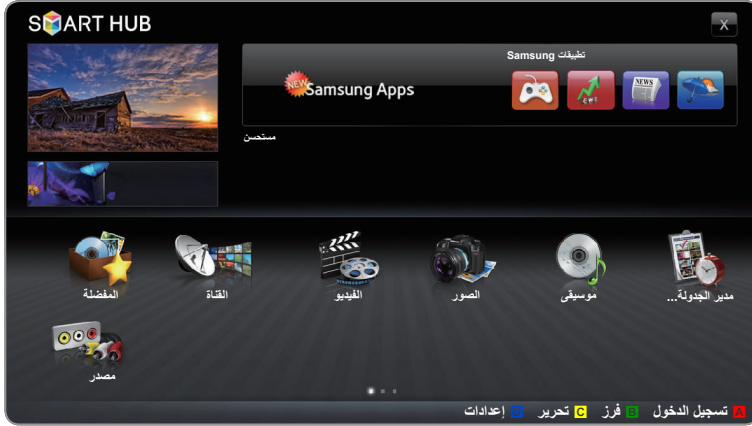 SMART HUB
X
تطبيقات Samsung
NEW
Samsung Apps
NEWS
مستحسن
مدير الجدولة...
موسيقى
الصور
الفيديو
القناة
المفضلة
مصدر
A تسجيل الدخول B فرز C تحرير D إعدادات